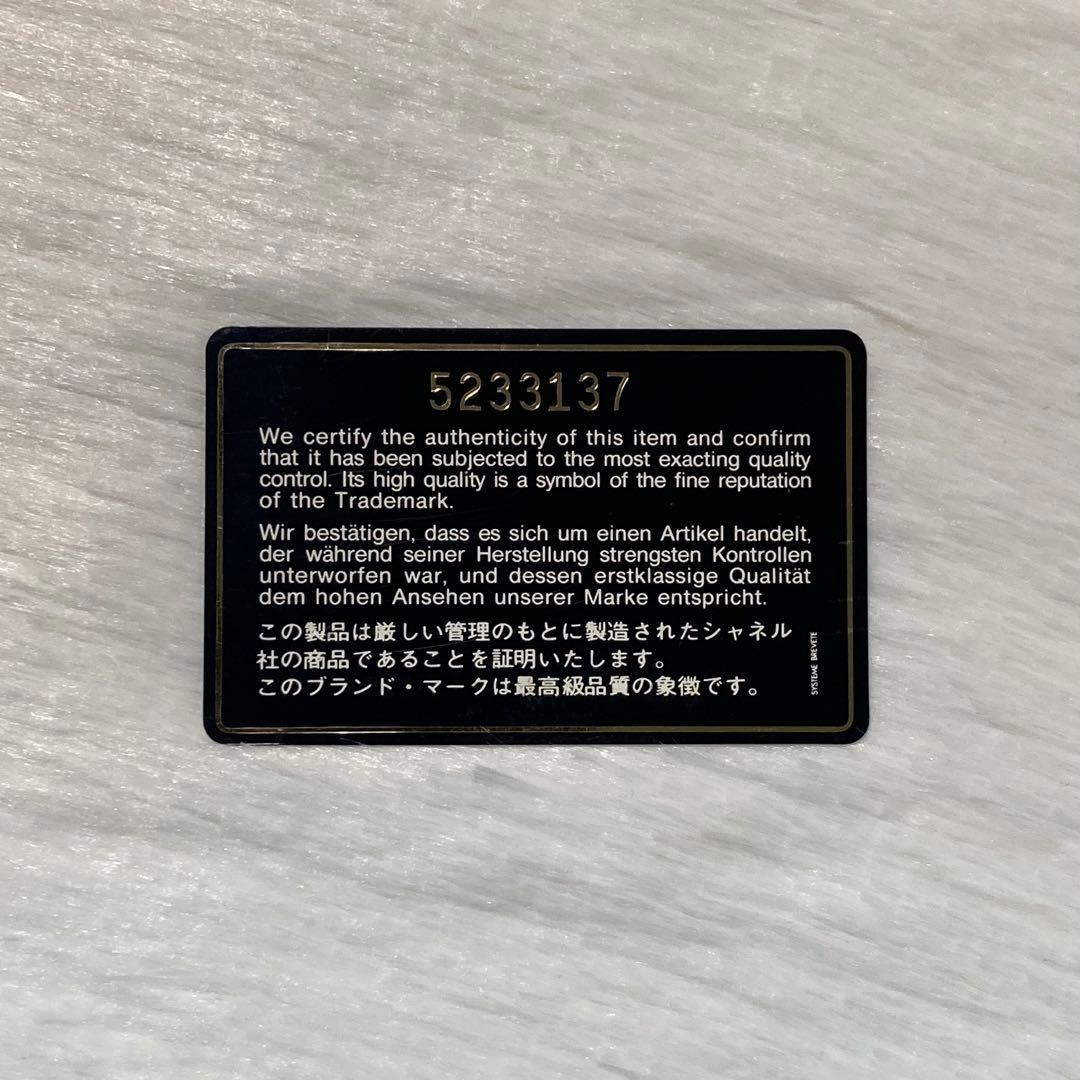 5233137
We certify the authenticity of this item and confirm
that it has been subjected to the most exacting quality
control. Its high quality is a symbol of the fine reputation
of the Trademark.
Wir bestätigen, dass es sich um einen Artikel handelt,
der während seiner Herstellung strengsten Kontrollen
unterworfen war, und dessen erstklassige Qualität
dem hohen Ansehen unserer Marke entspricht.
この製品は厳しい管理のもとに製造されたシャネル
社の商品であることを証明いたします。
このブランド・マークは最高級品質の象徴です。
SYSTEME BREVETE